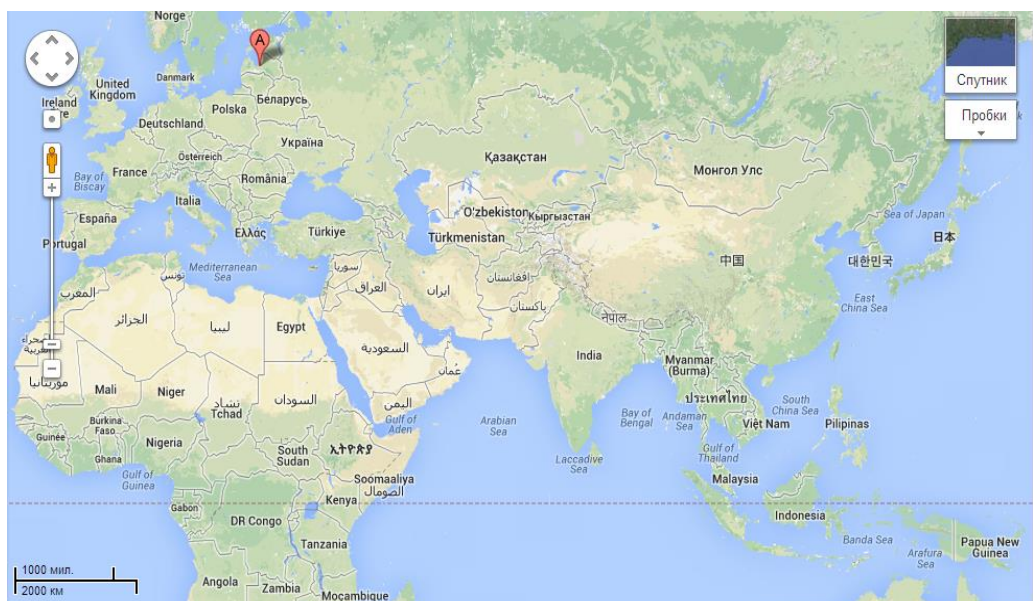 Norge
A
Спутник
United
Kingdom
Danmark
Ireland
Polska
Беларусь
Пробки
Deutschland
Україна
Österreich
Қазақстан
Bay of
Biscay
France
România
Монгол Улс
Italia
España
O'zbekiston
Кыргызстан
Sea of Japan
Ελλάς
Türkiye
Türkmenistan
日本
Portugal
中国
대한민국
Mediterranean
Sea
تونس
سوريا
افغانستان
العراق
ایران
المغرب
پاکستان
East
China Sea
नेपाल
الجزائر
ليبيا
Egypt
السعودية
India
Myanmar
(Burma)
عُمان
موريتانيا
Mali
Niger
تشاد
Tchad
السودان
اليمن
Gulf of
Aden
Arabian
Sea
Bay of
Bengal
Andaman
Sea
ประเทศไทย
South
China Sea
Việt Nam
Pilipinas
Burkina
Faso
Guinée
Ghana
Nigeria
South
Sudan
ኢትዮጵያ
Laccadive
Sea
Gulf of
Thailand
Gulf of
Guinea
Soomaaliya
الصومال
Malaysia
Gabon
Kenya
DR Congo
Indonesia
Tanzania
Banda Sea
Papua New
Guinea
Arafura
Sea
1000 мил.
2000 км
Angola
Zambia
Moçambique